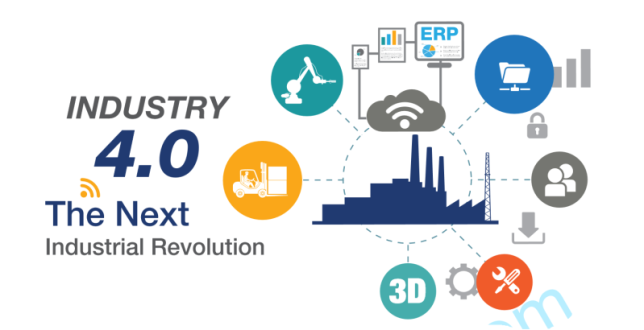 INDUSTRY
4.0
The Next
Industrial Revolution
ERP
3D